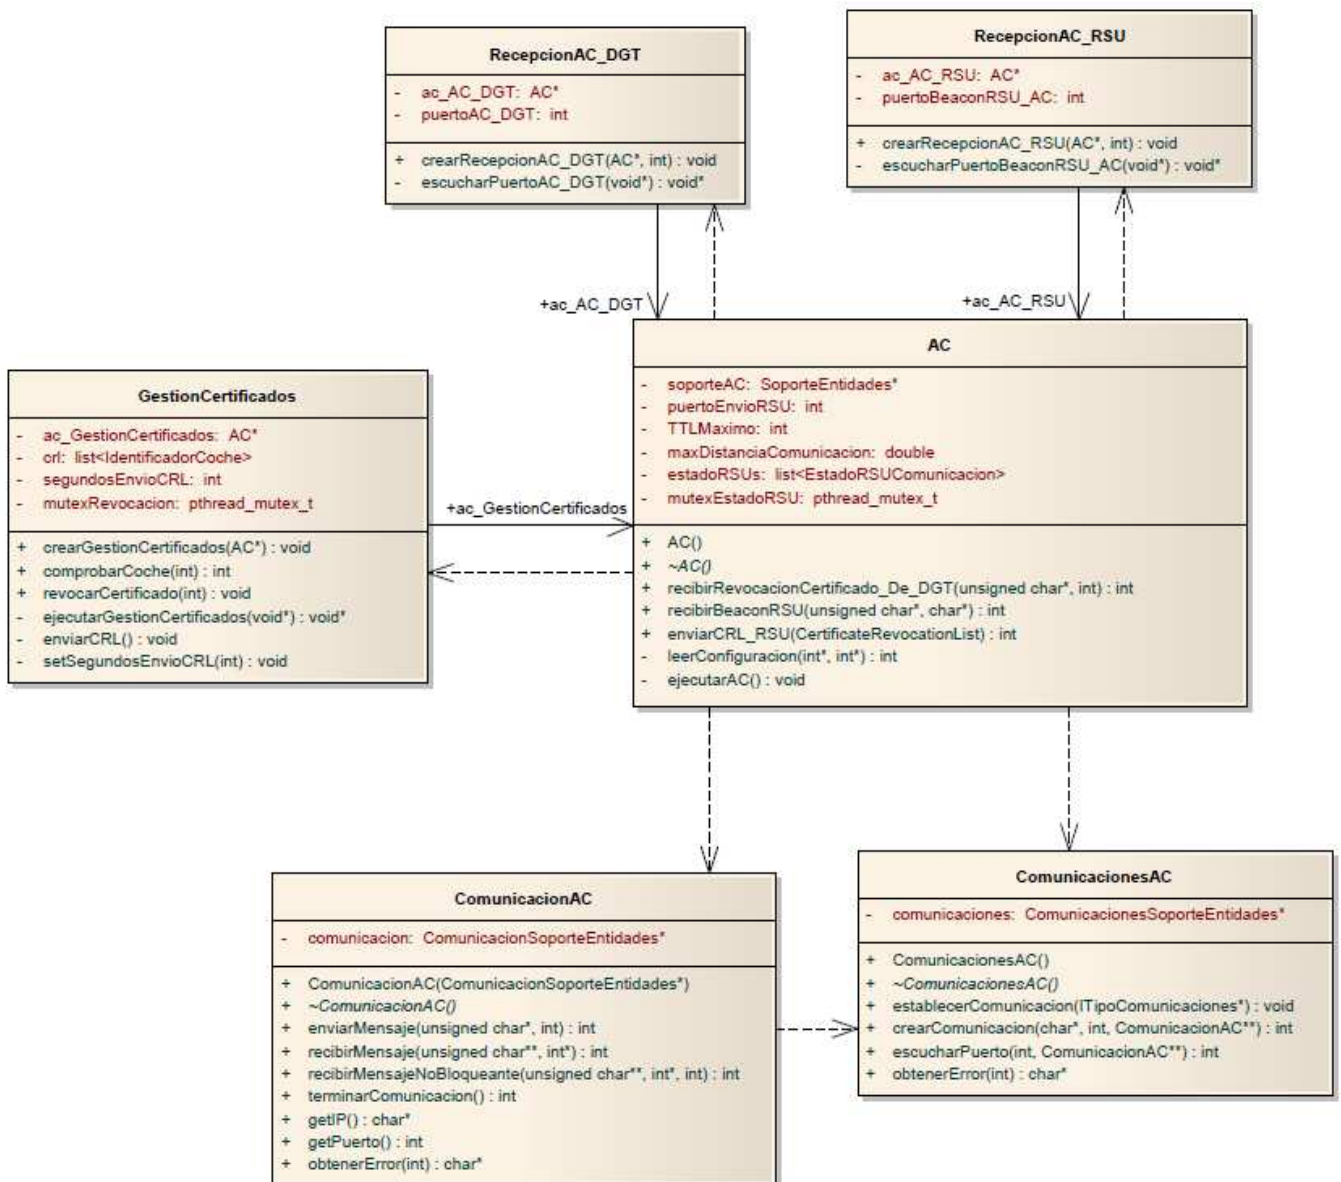 RecepcionAC_DGT
- ac_AC_DGT: AC*
- puertoAC_DGT: int
+ crearRecepcionAC_DGT(AC*, int) : void
- escucharPuertoAC_DGT(void*) : void*
RecepcionAC_RSU
- ac_AC_RSU: AC*
- puertoBeaconRSU_AC: int
+ crearRecepcionAC_RSU(AC*, int) : void
- escucharPuertoBeaconRSU_AC(void*) : void*
+ac_AC_DGT
+ac_AC_RSU
GestionCertificados
- ac_GestionCertificados: AC*
- crl: list<IdentificadorCoche>
- segundosEnvioCRL: int
- mutexRevocacion: pthread_mutex_t
+ crearGestionCertificados(AC*) : void
+ comprobarCoche(int) : int
+ revocarCertificado(int) : void
- ejecutarGestionCertificados(void*) : void*
- enviarCRL() : void
- setSegundosEnvioCRL(int) : void
+ac_GestionCertificados
AC
- soporteAC: SoporteEntidades*
- puertoEnvioRSU: int
- TTLMaximo: int
- maxDistanciaComunicacion: double
- estadoRSUs: list<EstadoRSUComunicacion>
- mutexEstadoRSU: pthread_mutex_t
+ AC()
+ ~AC()
+ recibirRevocacionCertificado_De_DGT(unsigned char*, int) : int
+ recibirBeaconRSU(unsigned char*, char*) : int
+ enviarCRL_RSU(CertificateRevocationList) : int
- leerConfiguracion(int*, int*) : int
- ejecutarAC() : void
ComunicacionAC
- comunicacion: ComunicacionSoporteEntidades*
+ ComunicacionAC(ComunicacionSoporteEntidades*)
+ ~ComunicacionAC()
+ enviarMensaje(unsigned char*, int) : int
+ recibirMensaje(unsigned char**, int*) : int
+ recibirMensajeNoBloqueante(unsigned char**, int*, int) : int
+ terminarComunicacion() : int
+ getIP() : char*
+ getPuerto() : int
+ obtenerError(int) : char*
ComunicacionesAC
- comunicaciones: ComunicacionesSoporteEntidades*
+ ComunicacionesAC()
+ ~ComunicacionesAC()
+ establecerComunicacion(ITipoComunicaciones*) : void
+ crearComunicacion(char*, int, ComunicacionAC**) : int
+ escucharPuerto(int, ComunicacionAC**) : int
+ obtenerError(int) : char*